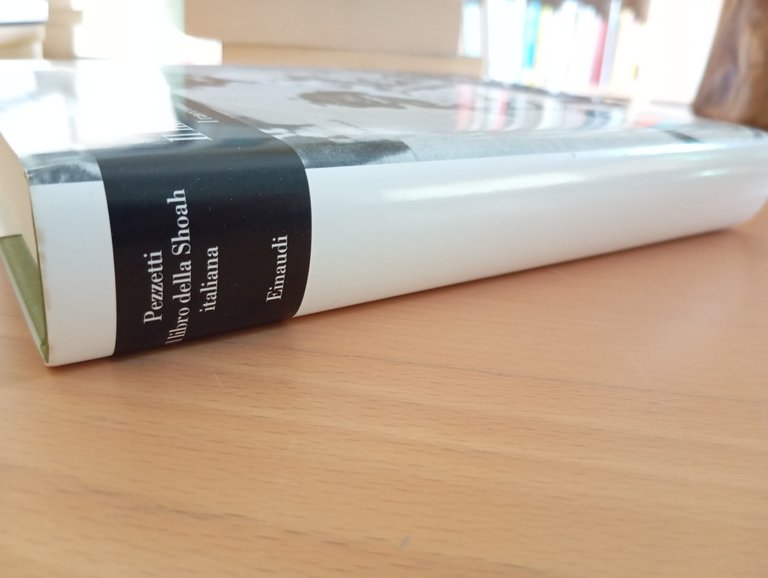 Pezzetti
Il libro della Shoah
italiana
Einaudi